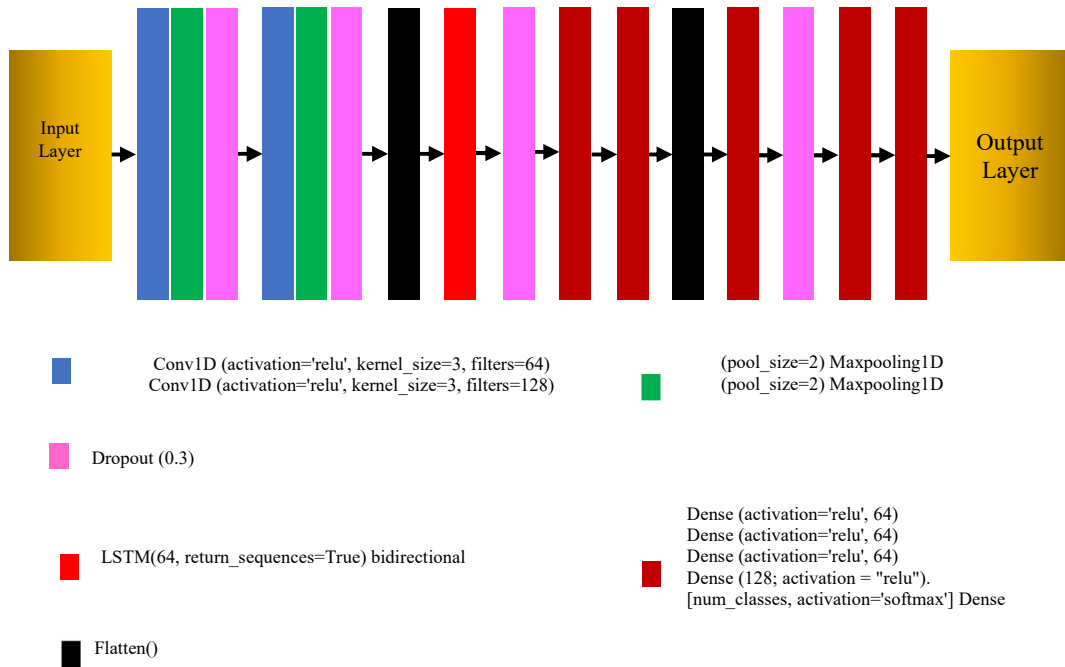 Input
Layer
Output
Layer
Conv1D (activation='relu', kernel_size=3, filters=64)
Conv1D (activation='relu', kernel_size=3, filters=128)
(pool_size=2) Maxpooling1D
(pool_size=2) Maxpooling1D
Dropout (0.3)
LSTM(64, return_sequences=True) bidirectional
Dense (activation='relu', 64)
Dense (activation='relu', 64)
Dense (activation='relu', 64)
Dense (128; activation = "relu").
[num_classes, activation='softmax'] Dense
Flatten()